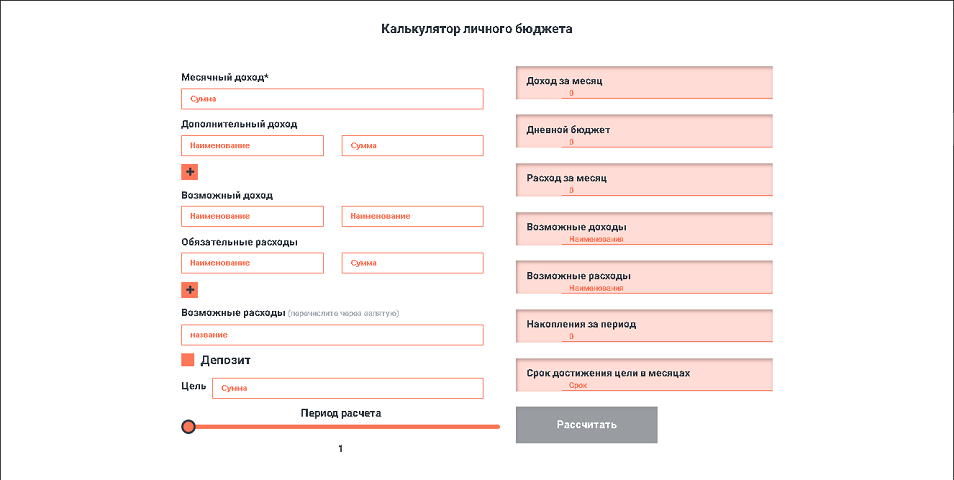 Калькулятор личного бюджета
Месячный доход*
Сумма
Дополнительный доход
Наименование Сумма
+
Возможный доход
Наименование Наименование
Обязательные расходы
Наименование Сумма
+
Возможные расходы (перечислите через запятую)
название
Депозит
Цель Сумма
Период расчета
1
Доход за месяц
0
Дневной бюджет
0
Расход за месяц
0
Возможные доходы
Наименования
Возможные расходы
Наименования
Накопления за период
0
Срок достижения цели в месяцах
Срок
Рассчитать